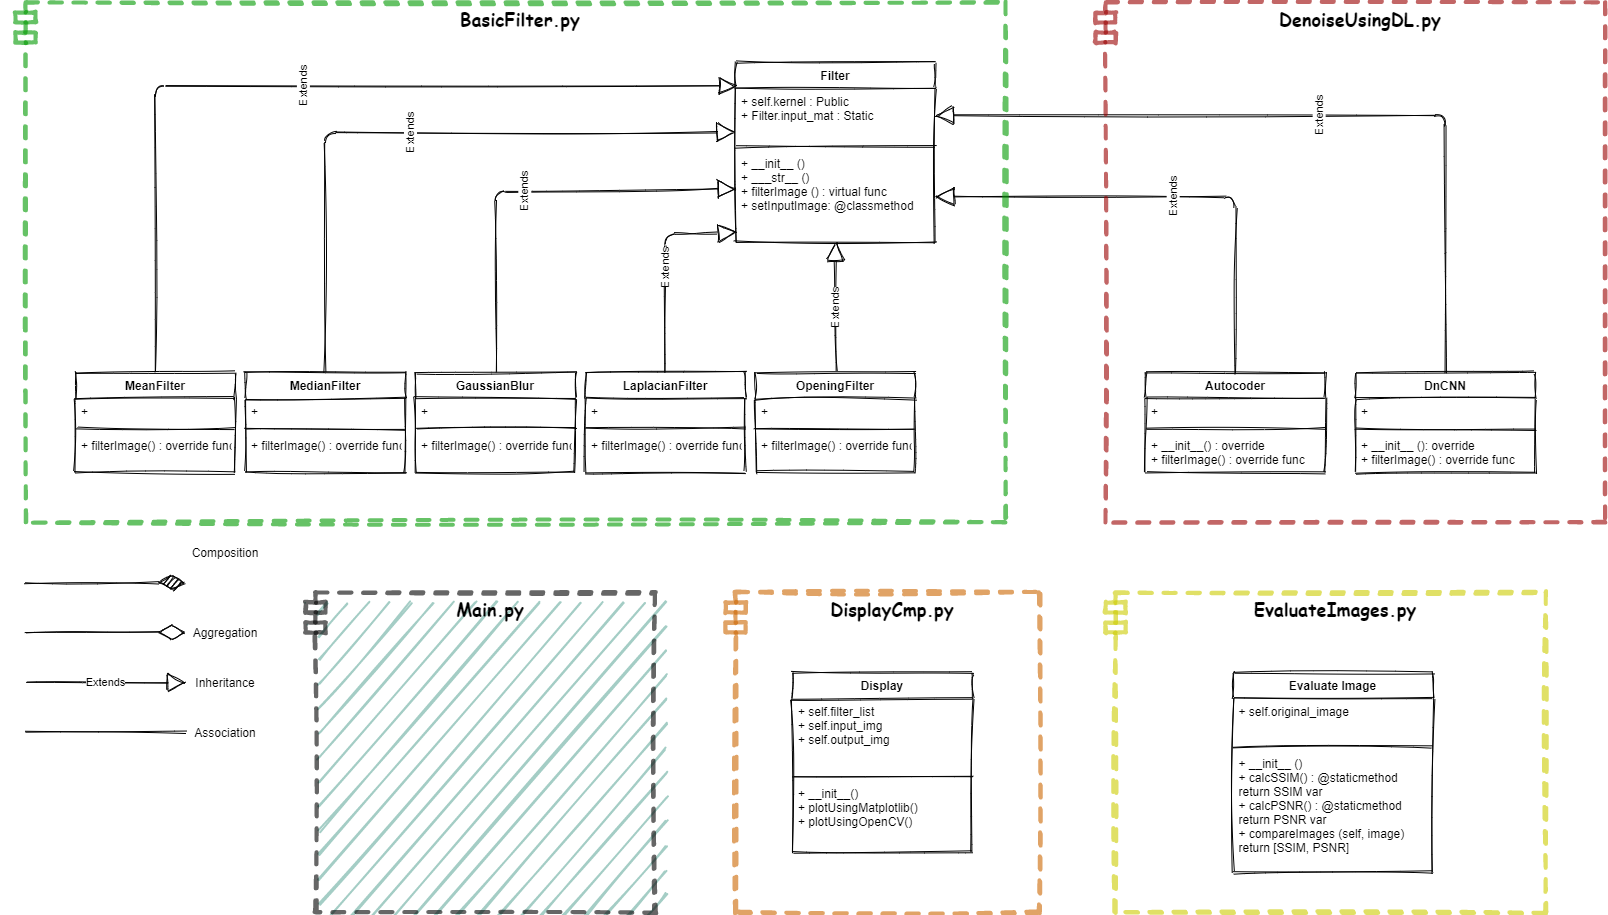 BasicFilter.py
DenoiseUsingDL.py
Filter
+ self.kernel : Public
+ Filter.input_mat : Static
+ __init__ ()
+ ___str__ ()
+ filterImage () : virtual func
+ setInputImage: @classmethod
Extends
Extends
Extends
Extends
Extends
Extends
Extends
MeanFilter
+
+ filterImage() : override func
MedianFilter
+
+ filterImage() : override func
GaussianBlur
+
+ filterImage() : override func
LaplacianFilter
+
+ filterImage() : override func
OpeningFilter
+
+ filterImage() : override func
Autocoder
+
+ __init__() : override
+ filterImage() : override func
DnCNN
+
+ __init__ (): override
+ filterImage() : override func
Composition
Aggregation
Extends
Inheritance
Association
Main.py
DisplayCmp.py
Display
+ self.filter_list
+ self.input_img
+ self.output_img
+ __init__()
+ plotUsingMatplotlib()
+ plotUsingOpenCV()
EvaluateImages.py
Evaluate Image
+ self.original_image
+ __init__ ()
+ calcSSIM() : @staticmethod
return SSIM var
+ calcPSNR() : @staticmethod
return PSNR var
+ compareImages (self, image)
return [SSIM, PSNR]